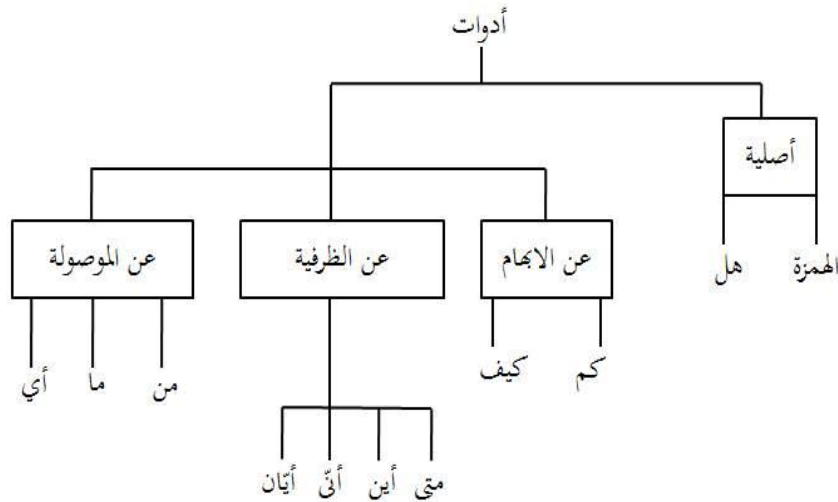 أدوات
أصلية
عن الابهام
عن الظرفية
عن الموصولة
الهمزة
هل
كم
كيف
من
ما
أي
متى
أين
أنّى
أيّان